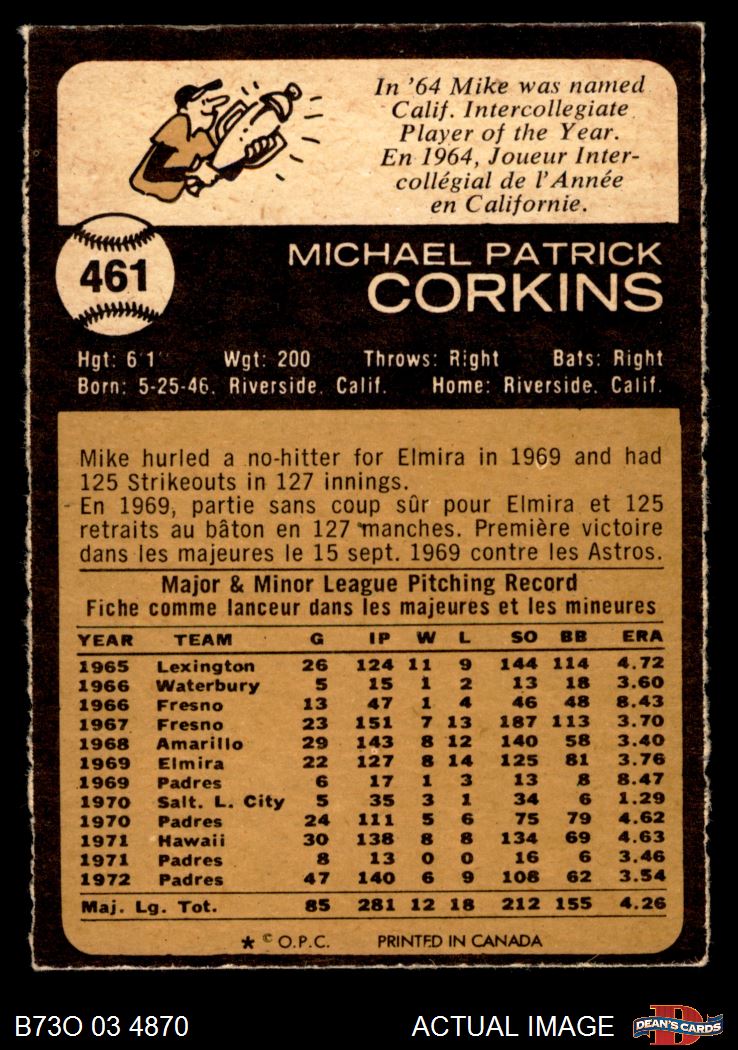 In '64 Mike was named
Calif. Intercollegiate
Player of the Year.
En 1964, Joueur Inter-
collégial de l'Année
en Californie.
461
MICHAEL PATRICK
CORKINS
Hgt: 6'1" Wgt: 200 Throws: Right Bats: Right
Born: 5-25-46, Riverside, Calif. Home: Riverside, Calif.
Mike hurled a no-hitter for Elmira in 1969 and had
125 Strikeouts in 127 innings.
En 1969, partie sans coup sûr pour Elmira et 125
retraits au bâton en 127 manches. Première victoire
dans les majeures le 15 sept. 1969 contre les Astros.
Major & Minor League Pitching Record
Fiche comme lanceur dans les majeures et les mineures
YEAR TEAM G IP W L SO BB ERA
1965 Lexington 26 124 11 9 144 114 4.72
1966 Waterbury 5 15 1 2 13 18 3.60
1966 Fresno 13 47 1 4 46 48 8.43
1967 Fresno 23 151 7 13 187 113 3.70
1968 Amarillo 29 143 8 12 140 58 3.40
1969 Elmira 22 127 8 14 125 81 3.76
1969 Padres 6 17 1 3 13 8 8.47
1970 Salt. L. City 5 35 3 1 34 6 1.29
1970 Padres 24 111 5 6 75 79 4.62
1971 Hawaii 30 138 8 8 134 69 4.63
1971 Padres 8 13 0 0 16 6 3.46
1972 Padres 47 140 6 9 108 62 3.54
Maj. Lg. Tot. 85 281 12 18 212 155 4.26
* © O.P.C. PRINTED IN CANADA
B73O 03 4870 ACTUAL IMAGE DEAN'S CARDS